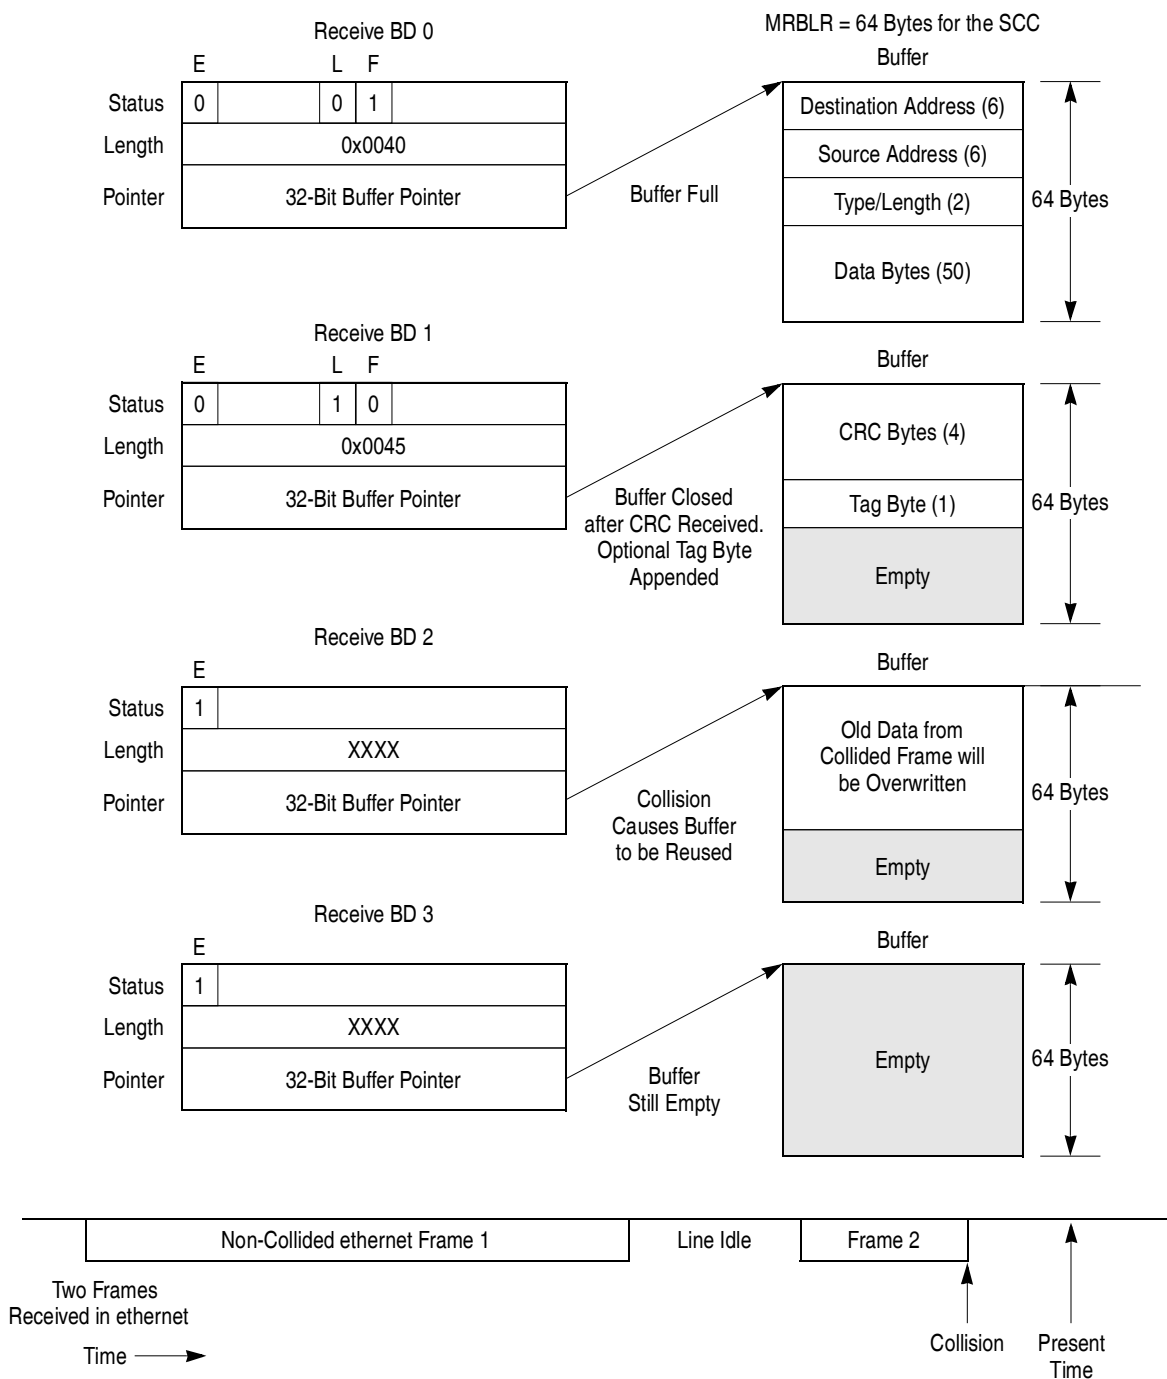 MRBLR = 64 Bytes for the SCC
Receive BD 0
Buffer
E L F
Status 0 0 1
Length 0x0040
Pointer 32-Bit Buffer Pointer
Buffer Full
Destination Address (6)
Source Address (6)
Type/Length (2)
Data Bytes (50)
64 Bytes
Receive BD 1
Buffer
E L F
Status 0 1 0
Length 0x0045
Pointer 32-Bit Buffer Pointer
Buffer Closed
after CRC Received.
Optional Tag Byte
Appended
CRC Bytes (4)
Tag Byte (1)
Empty
64 Bytes
Receive BD 2
Buffer
E
Status 1
Length XXXX
Pointer 32-Bit Buffer Pointer
Collision
Causes Buffer
to be Reused
Old Data from
Collided Frame will
be Overwritten
Empty
64 Bytes
Receive BD 3
Buffer
E
Status 1
Length XXXX
Pointer 32-Bit Buffer Pointer
Buffer
Still Empty
Empty
64 Bytes
Non-Collided ethernet Frame 1 Line Idle Frame 2
Two Frames
Received in ethernet
Time
Collision
Present
Time